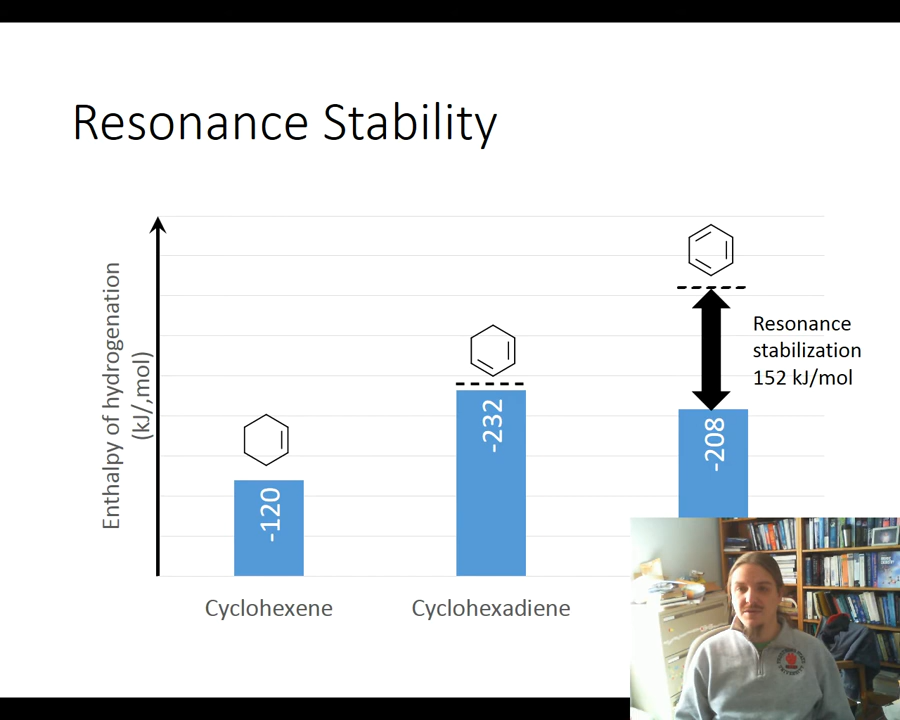 Resonance Stability
Enthalpy of hydrogenation
(kJ/,mol)
-120
-232
-208
Resonance
stabilization
152 kJ/mol
Cyclohexene
Cyclohexadiene